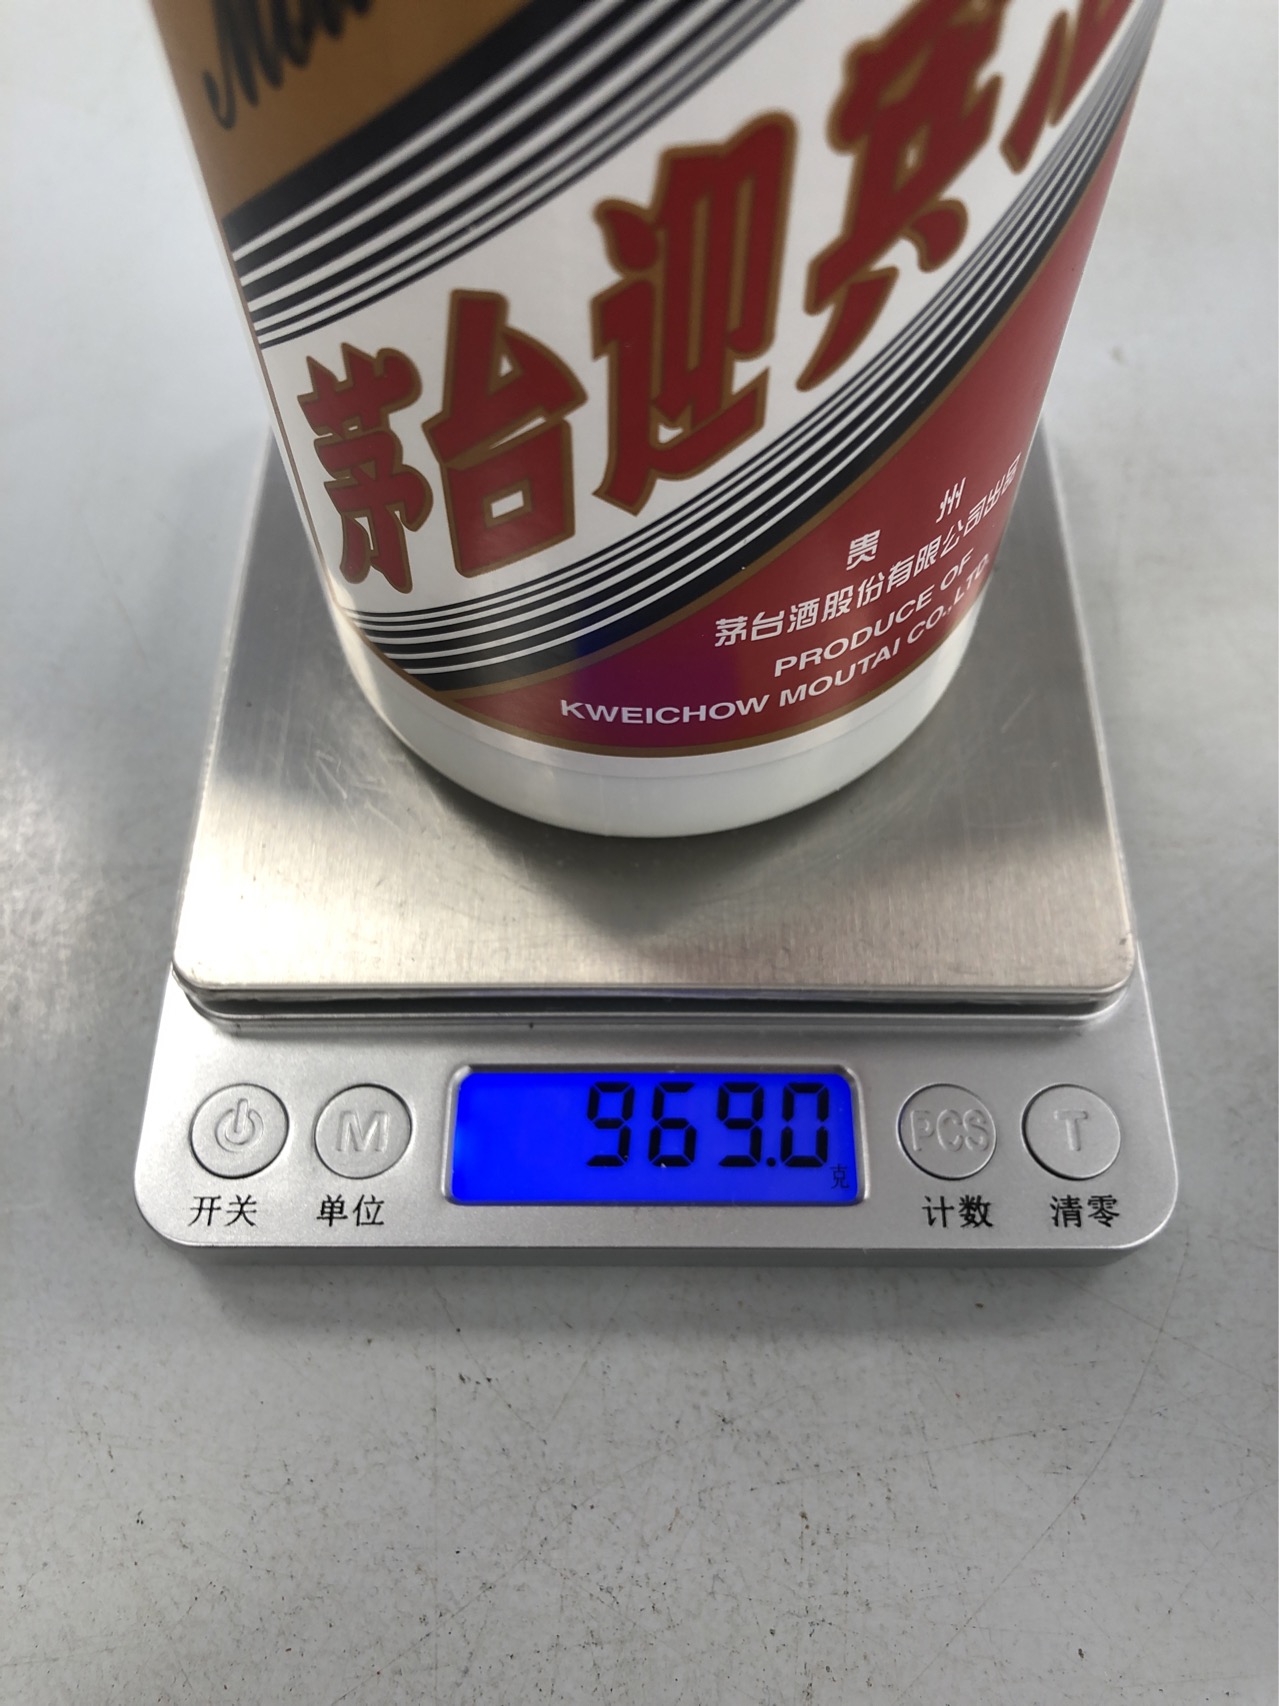 茅台迎宾
贵州
茅台酒股份有限公司出品
PRODUCE OF
KWEICHOW MOUTAI CO.,LTD.
969.0
克
M
PCS
T
开关
单位
计数
清零